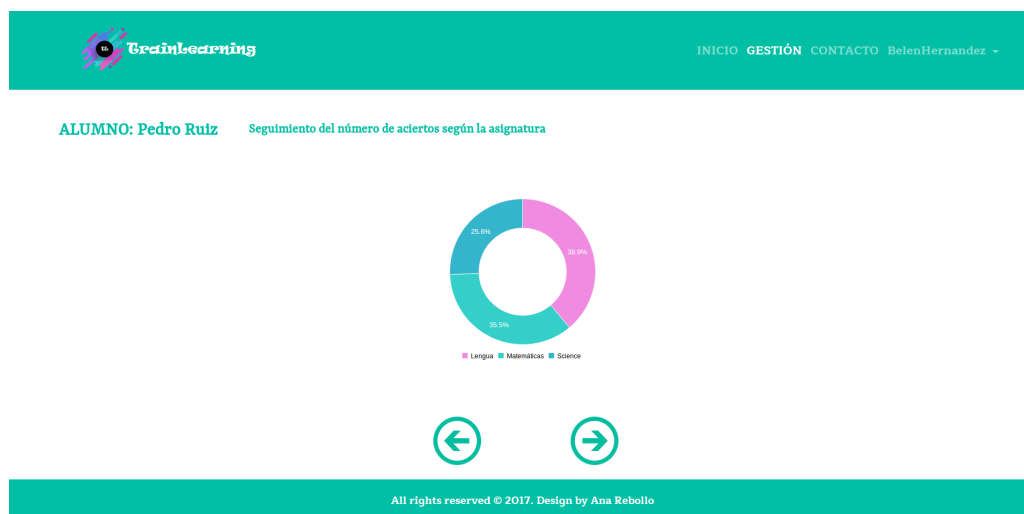 TrainLearning
INICIO GESTIÓN CONTACTO BelenHernandez
ALUMNO: Pedro Ruiz
Seguimiento del número de aciertos según la asignatura
25.6%
38.9%
35.5%
Lengua Matemáticas Science
All rights reserved © 2017. Design by Ana Rebollo